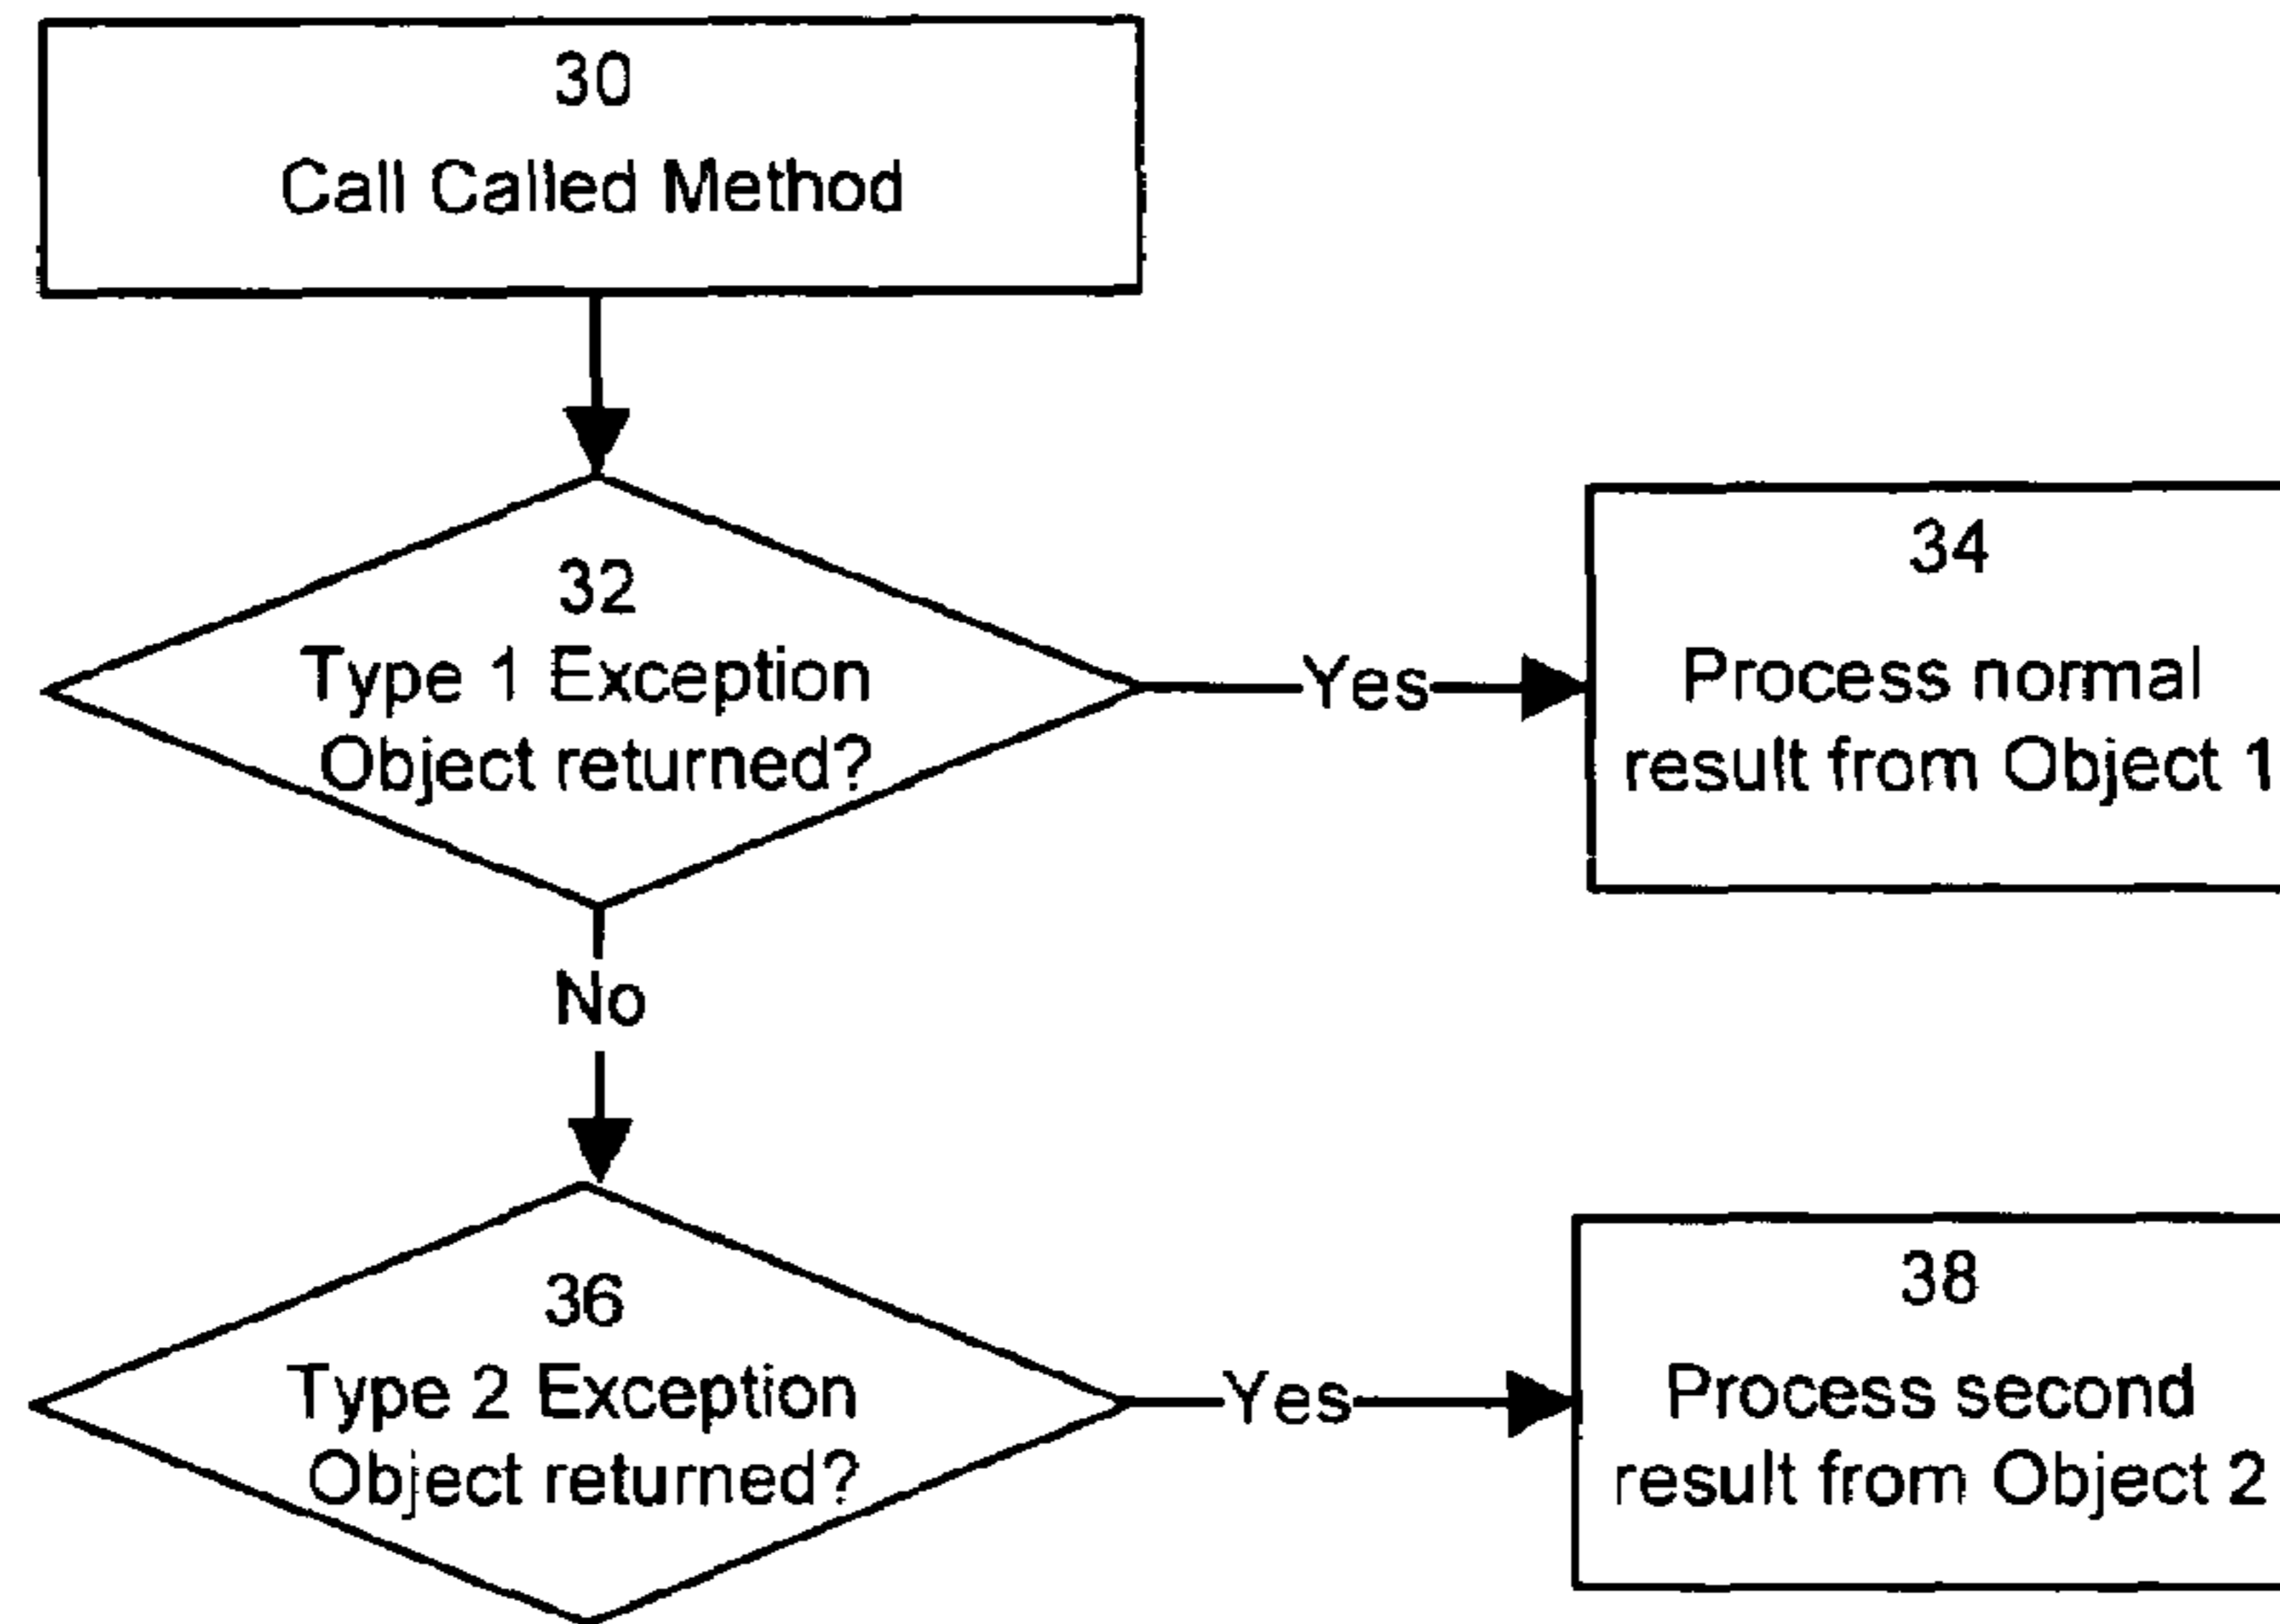 30
Call Called Method
32
Type 1 Exception
Object returned?
Yes
34
Process normal
result from Object 1
No
36
Type 2 Exception
Object returned?
Yes
38
Process second
result from Object 2